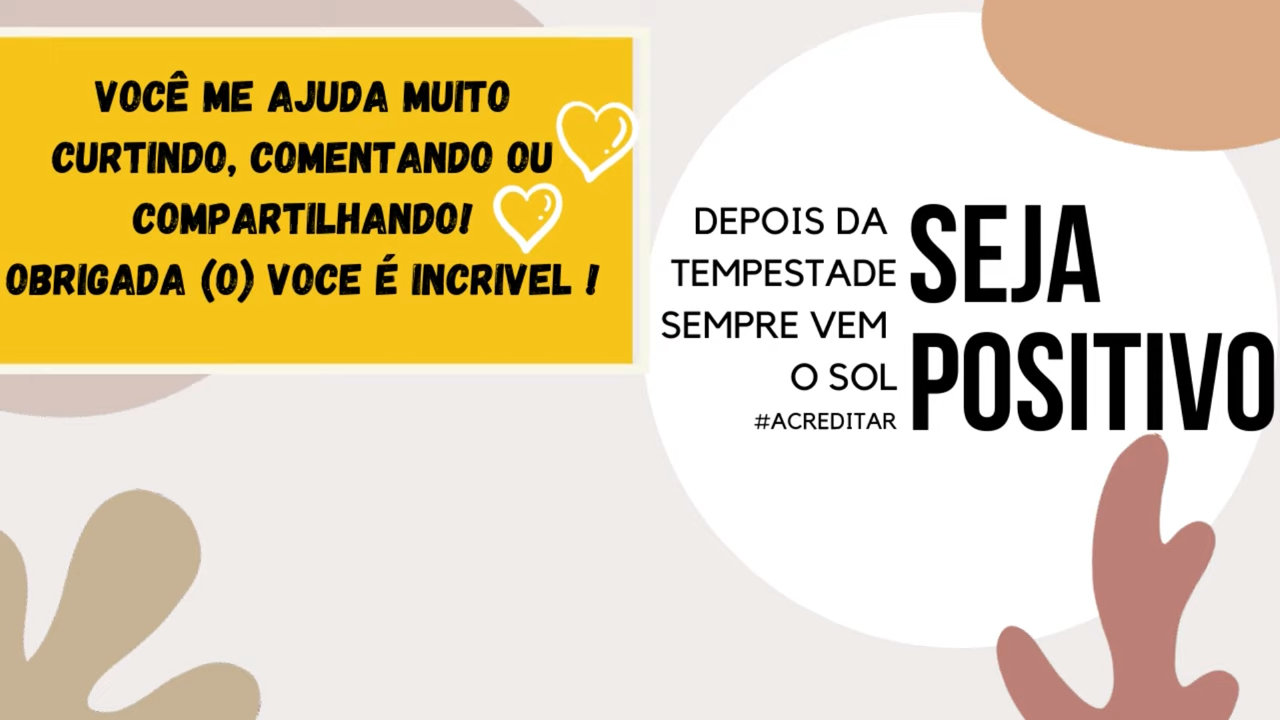 VOCÊ ME AJUDA MUITO
CURTINDO, COMENTANDO OU
COMPARTILHANDO!
OBRIGADA (O) VOCE É INCRIVEL !
DEPOIS DA
TEMPESTADE
SEMPRE VEM
O SOL
#ACREDITAR
SEJA
POSITIVO